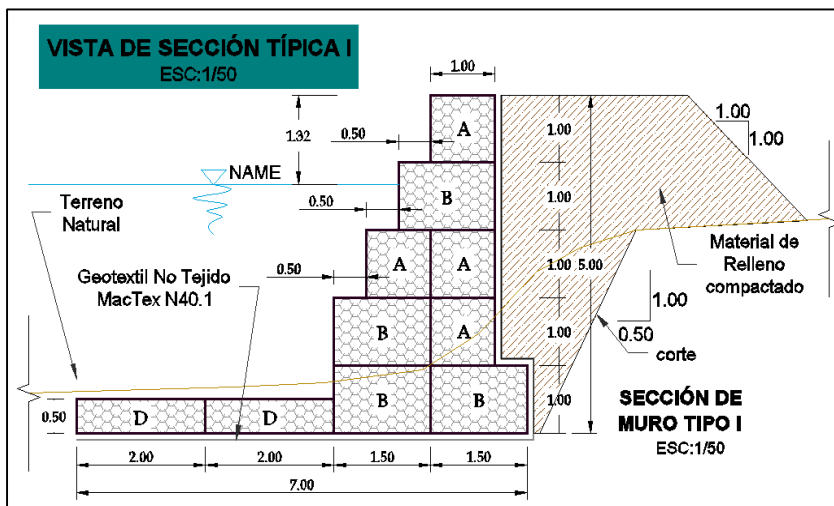 VISTA DE SECCIÓN TÍPICA I
ESC:1/50
1.00
1.32
0.50
A
1.00
1.00
1.00
NAME
Terreno
Natural
0.50
B
1.00
Geotextil No Tejido
MacTex N40.1
0.50
A
A
1.00
5.00
Material de
Relleno
compactado
B
A
1.00
1.00
0.50
corte
0.50
D
D
B
B
1.00
SECCIÓN DE
MURO TIPO I
ESC:1/50
2.00
2.00
1.50
1.50
7.00